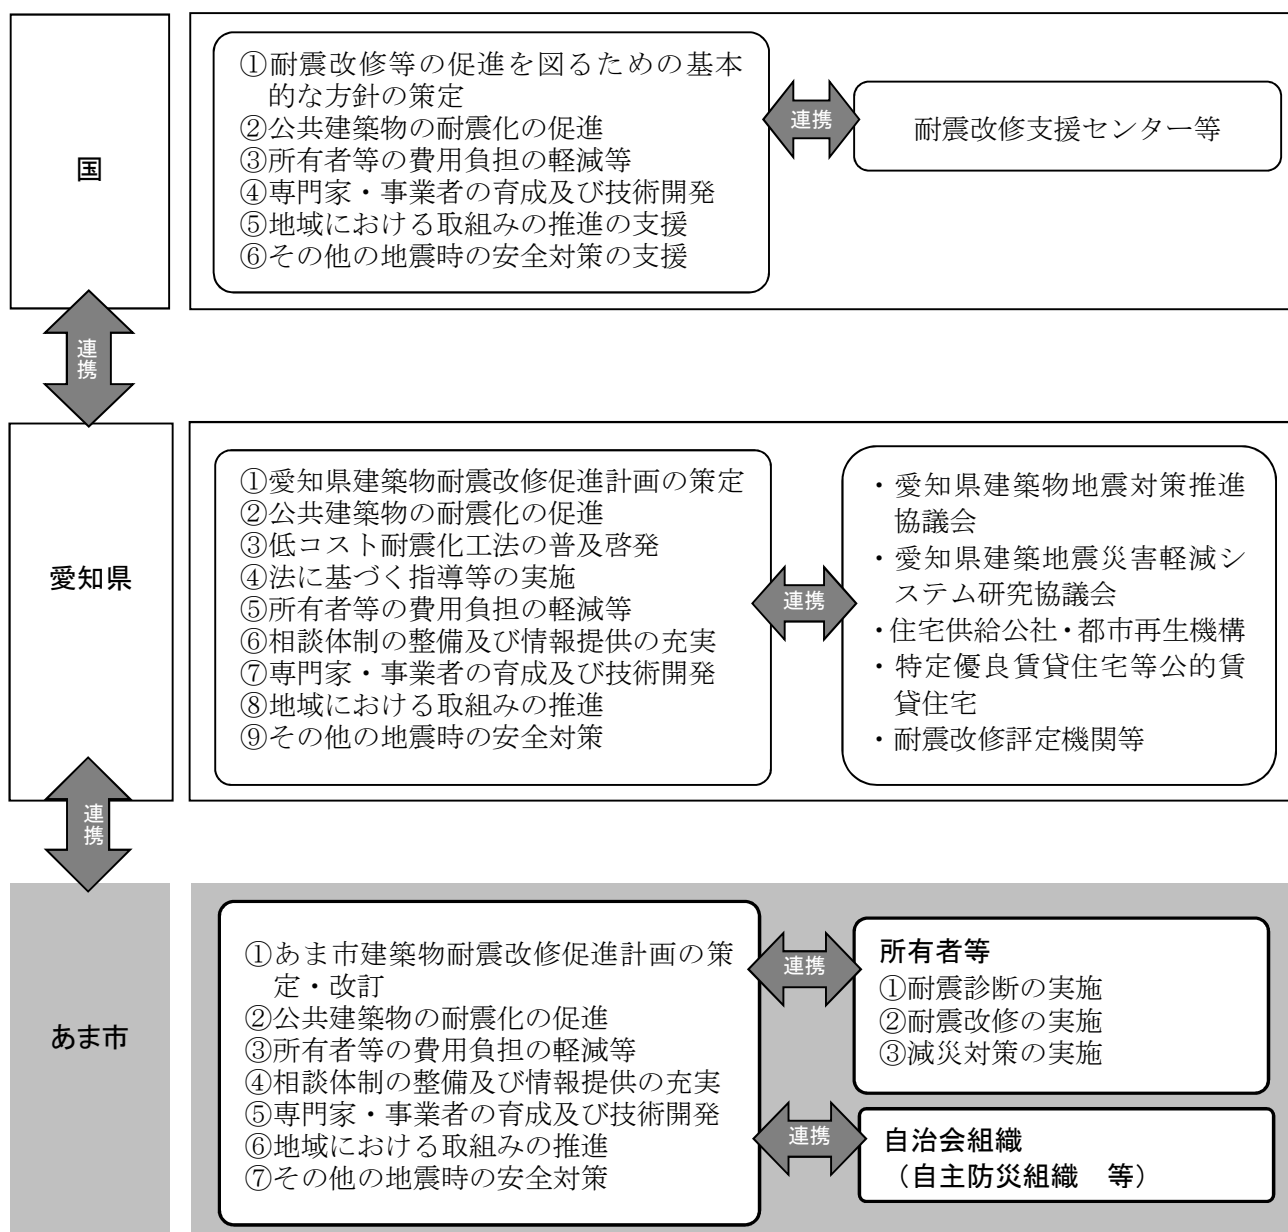 国
①耐震改修等の促進を図るための基本
的な方針の策定
②公共建築物の耐震化の促進
③所有者等の費用負担の軽減等
④専門家・事業者の育成及び技術開発
⑤地域における取組みの推進の支援
⑥その他の地震時の安全対策の支援
連携
耐震改修支援センター等
連
携
愛知県
①愛知県建築物耐震改修促進計画の策定
②公共建築物の耐震化の促進
③低コスト耐震化工法の普及啓発
④法に基づく指導等の実施
⑤所有者等の費用負担の軽減等
⑥相談体制の整備及び情報提供の充実
⑦専門家・事業者の育成及び技術開発
⑧地域における取組みの推進
⑨その他の地震時の安全対策
連携
・愛知県建築物地震対策推進
協議会
・愛知県建築地震災害軽減シ
ステム研究協議会
・住宅供給公社・都市再生機構
・特定優良賃貸住宅等公的賃
貸住宅
・耐震改修評定機関等
連
携
あま市
①あま市建築物耐震改修促進計画の策
定・改訂
②公共建築物の耐震化の促進
③所有者等の費用負担の軽減等
④相談体制の整備及び情報提供の充実
⑤専門家・事業者の育成及び技術開発
⑥地域における取組みの推進
⑦その他の地震時の安全対策
連携
所有者等
①耐震診断の実施
②耐震改修の実施
③減災対策の実施
連携
自治会組織
（自主防災組織　等）